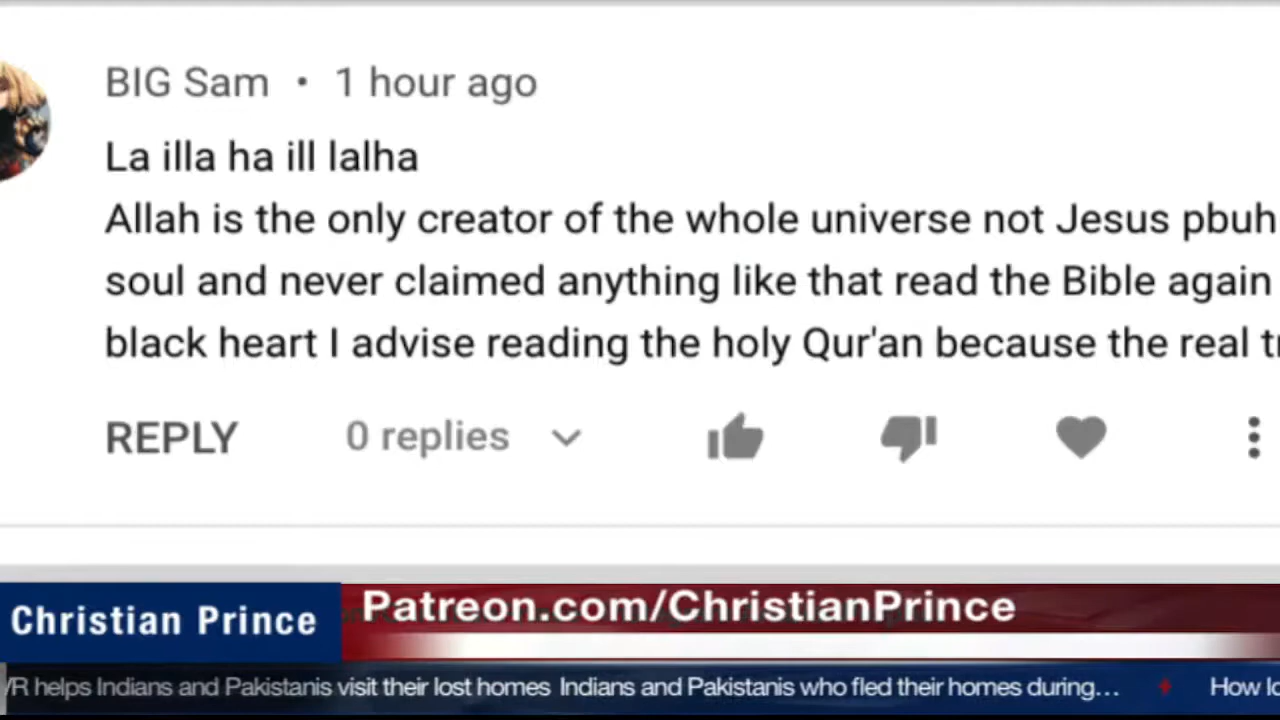 BIG Sam • 1 hour ago
La illa ha ill lalha
Allah is the only creator of the whole universe not Jesus pbuh
soul and never claimed anything like that read the Bible again
black heart I advise reading the holy Qur'an because the real
REPLY 0 replies
Christian Prince
Patreon.com/ChristianPrince
helps Indians and Pakistanis visit their lost homes Indians and Pakistanis who fled their homes during... How